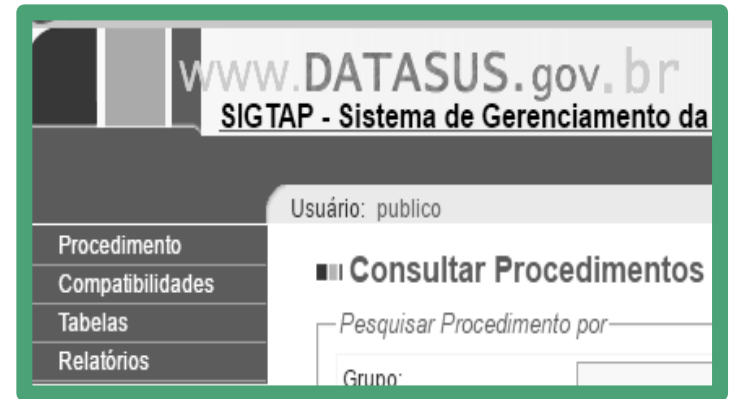 www.DATASUS.gov.br
SIGTAP - Sistema de Gerenciamento da
Usuário: publico
Procedimento
Compatibilidades
Tabelas
Relatórios
Consultar Procedimentos
Pesquisar Procedimento por
Grupo: